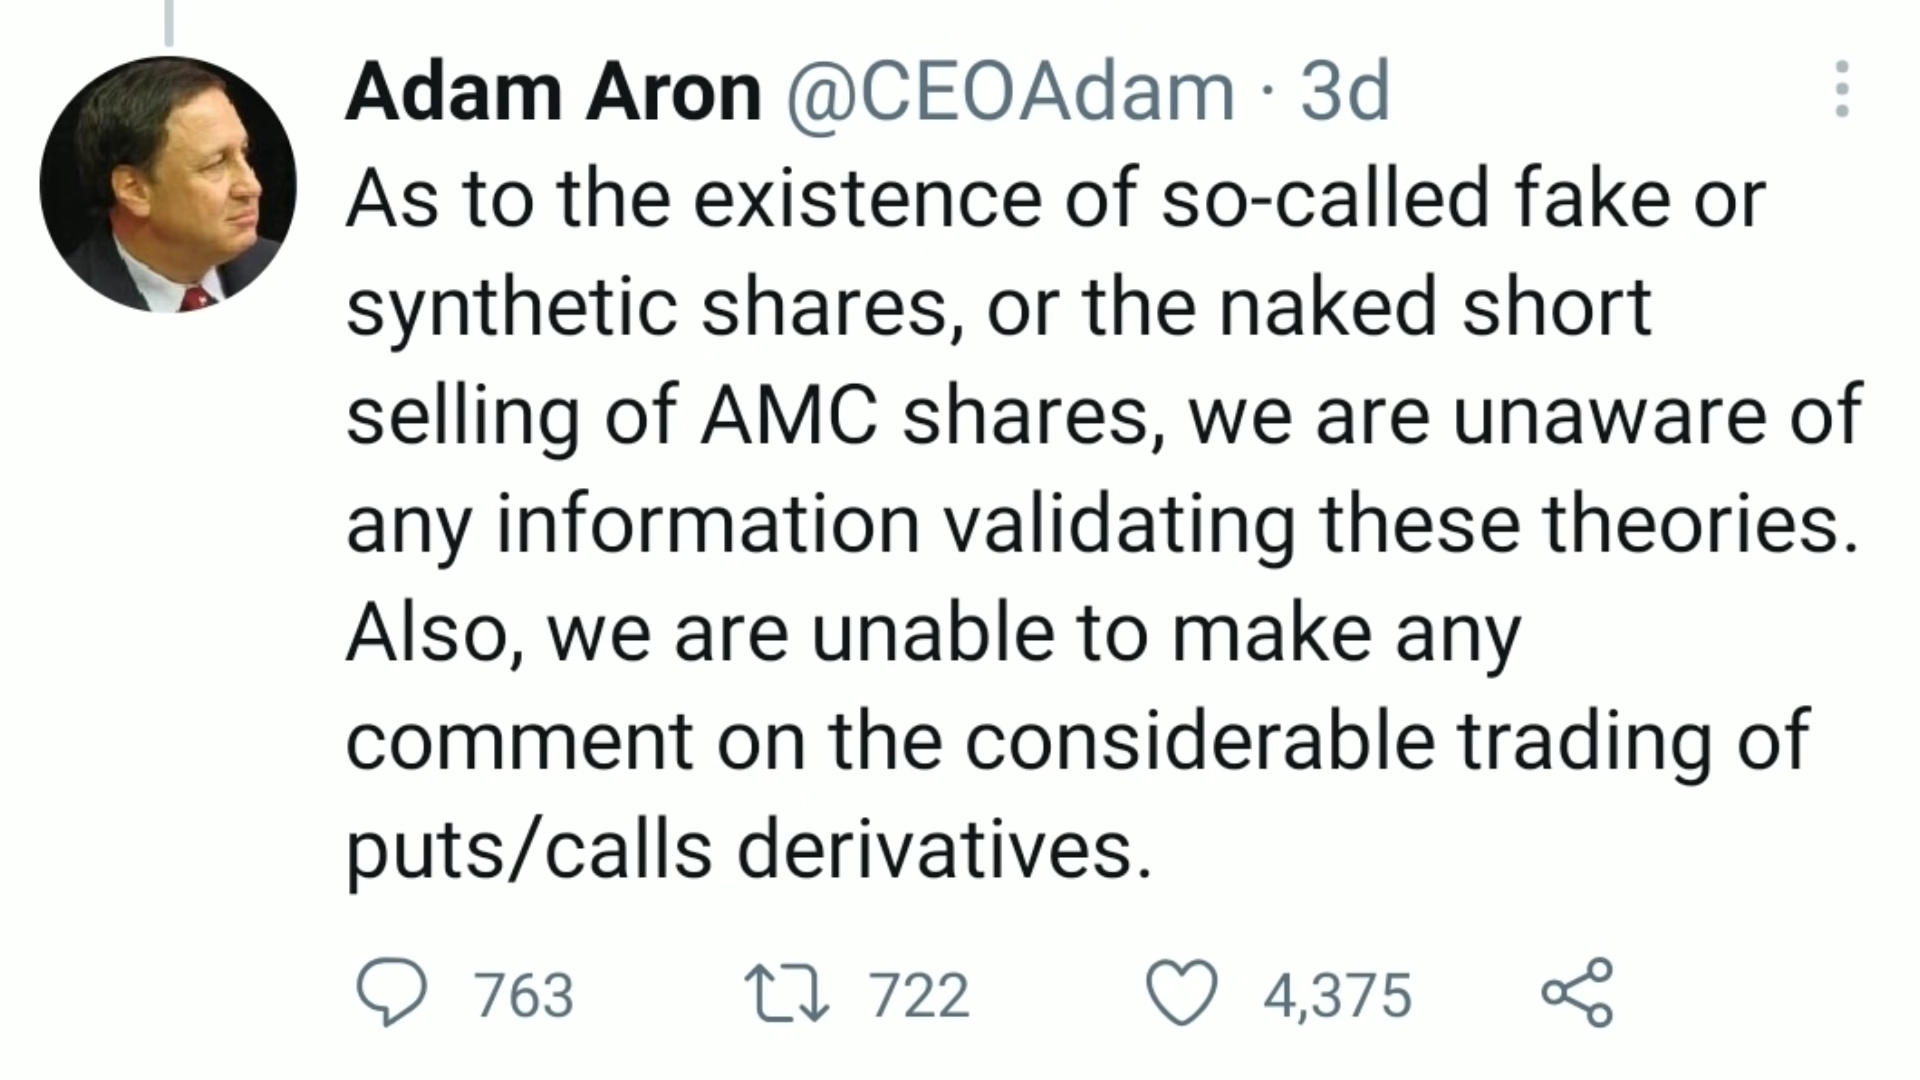 Adam Aron @CEOAdam · 3d
As to the existence of so-called fake or
synthetic shares, or the naked short
selling of AMC shares, we are unaware of
any information validating these theories.
Also, we are unable to make any
comment on the considerable trading of
puts/calls derivatives.
763 722 4,375